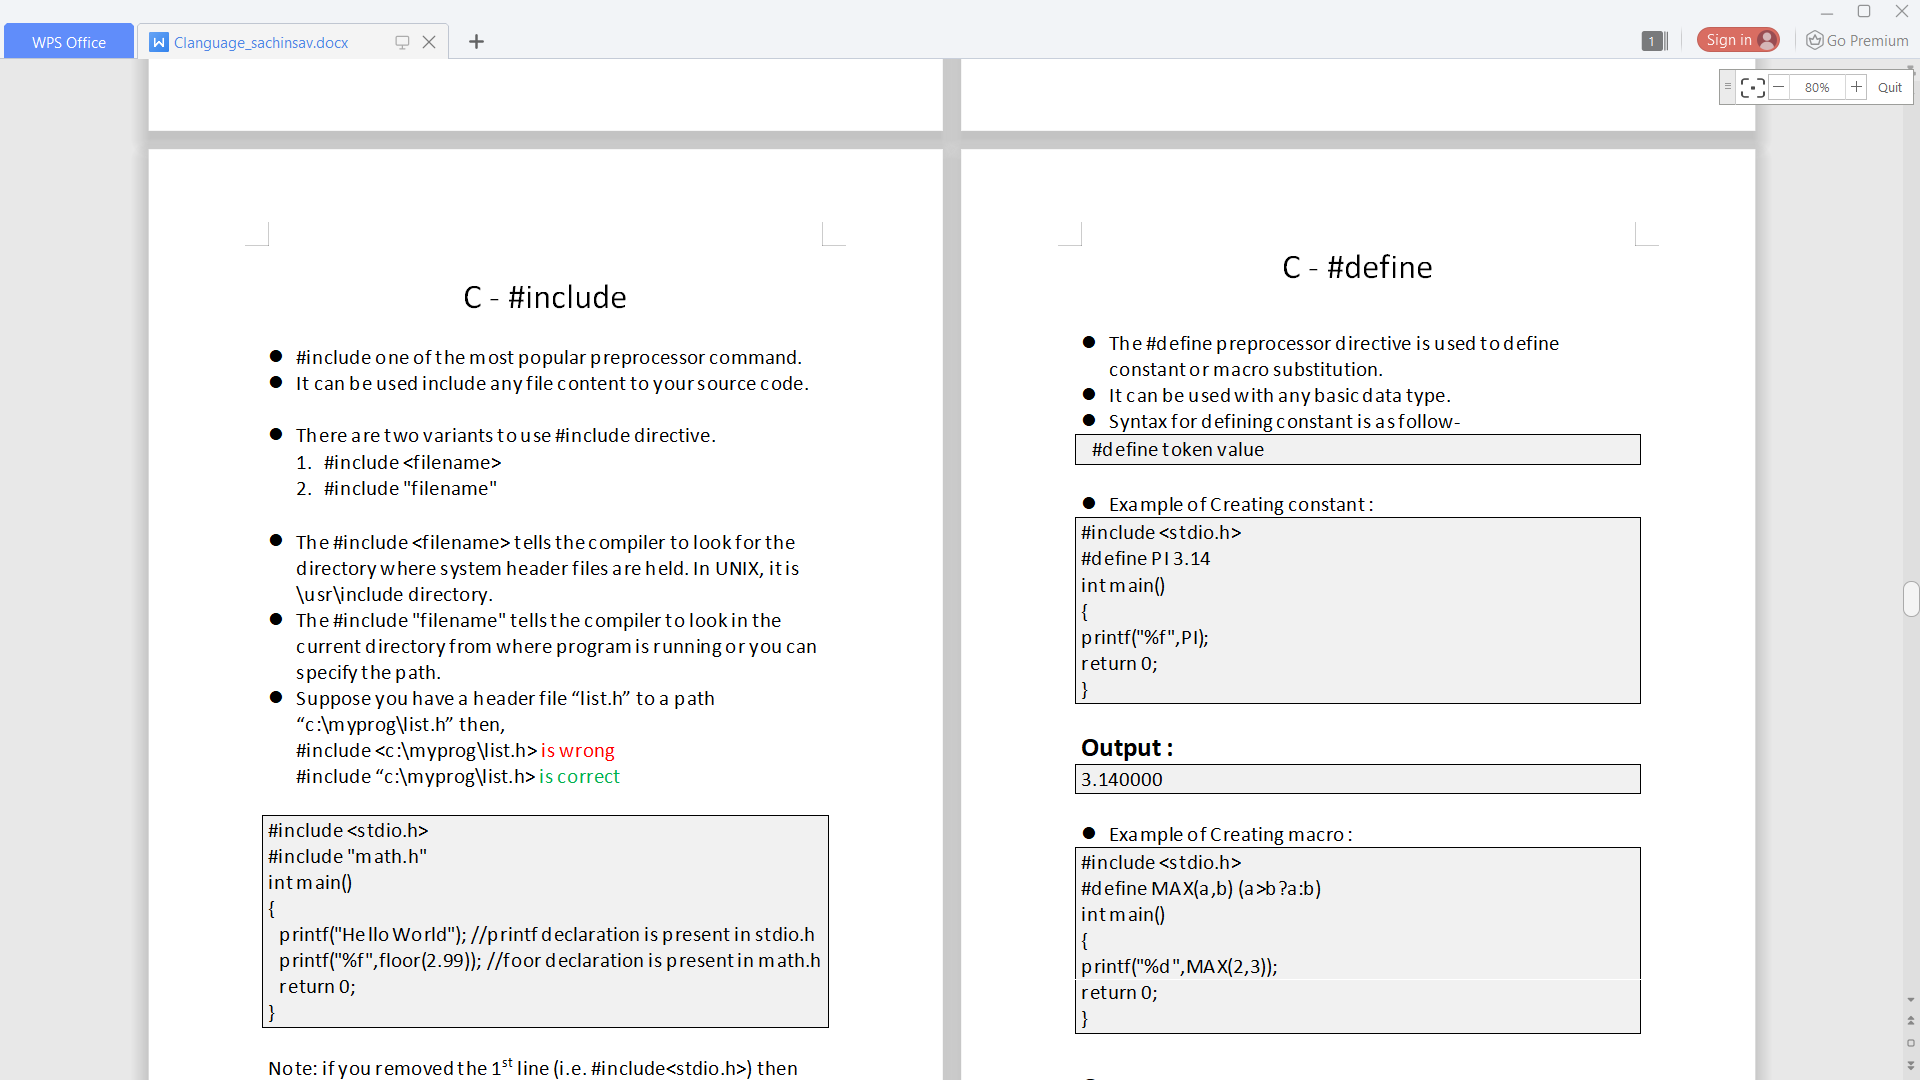 WPS Office
Clanguage_sachinsav.docx
1
Sign in
Go Premium
80%
Quit
C - #include
#include one of the most popular preprocessor command.
It can be used include any file content to your source code.
There are two variants to use #include directive.
1. #include <filename>
2. #include "filename"
The #include <filename> tells the compiler to look for the
directory where system header files are held. In UNIX, it is
\usr\include directory.
The #include "filename" tells the compiler to look in the
current directory from where program is running or you can
specify the path.
Suppose you have a header file “list.h” to a path
“c:\myprog\list.h” then,
#include <c:\myprog\list.h> is wrong
#include “c:\myprog\list.h> is correct
#include <stdio.h>
#include "math.h"
int main()
{
printf("Hello World"); //printf declaration is present in stdio.h
printf("%f",floor(2.99)); //foor declaration is present in math.h
return 0;
}
Note: if you removed the 1st line (i.e. #include<stdio.h>) then
C - #define
The #define preprocessor directive is used to define
constant or macro substitution.
It can be used with any basic data type.
Syntax for defining constant is as follow-
#define token value
Example of Creating constant :
#include <stdio.h>
#define PI 3.14
int main()
{
printf("%f",PI);
return 0;
}
Output :
3.140000
Example of Creating macro :
#include <stdio.h>
#define MAX(a,b) (a>b?a:b)
int main()
{
printf("%d",MAX(2,3));
return 0;
}